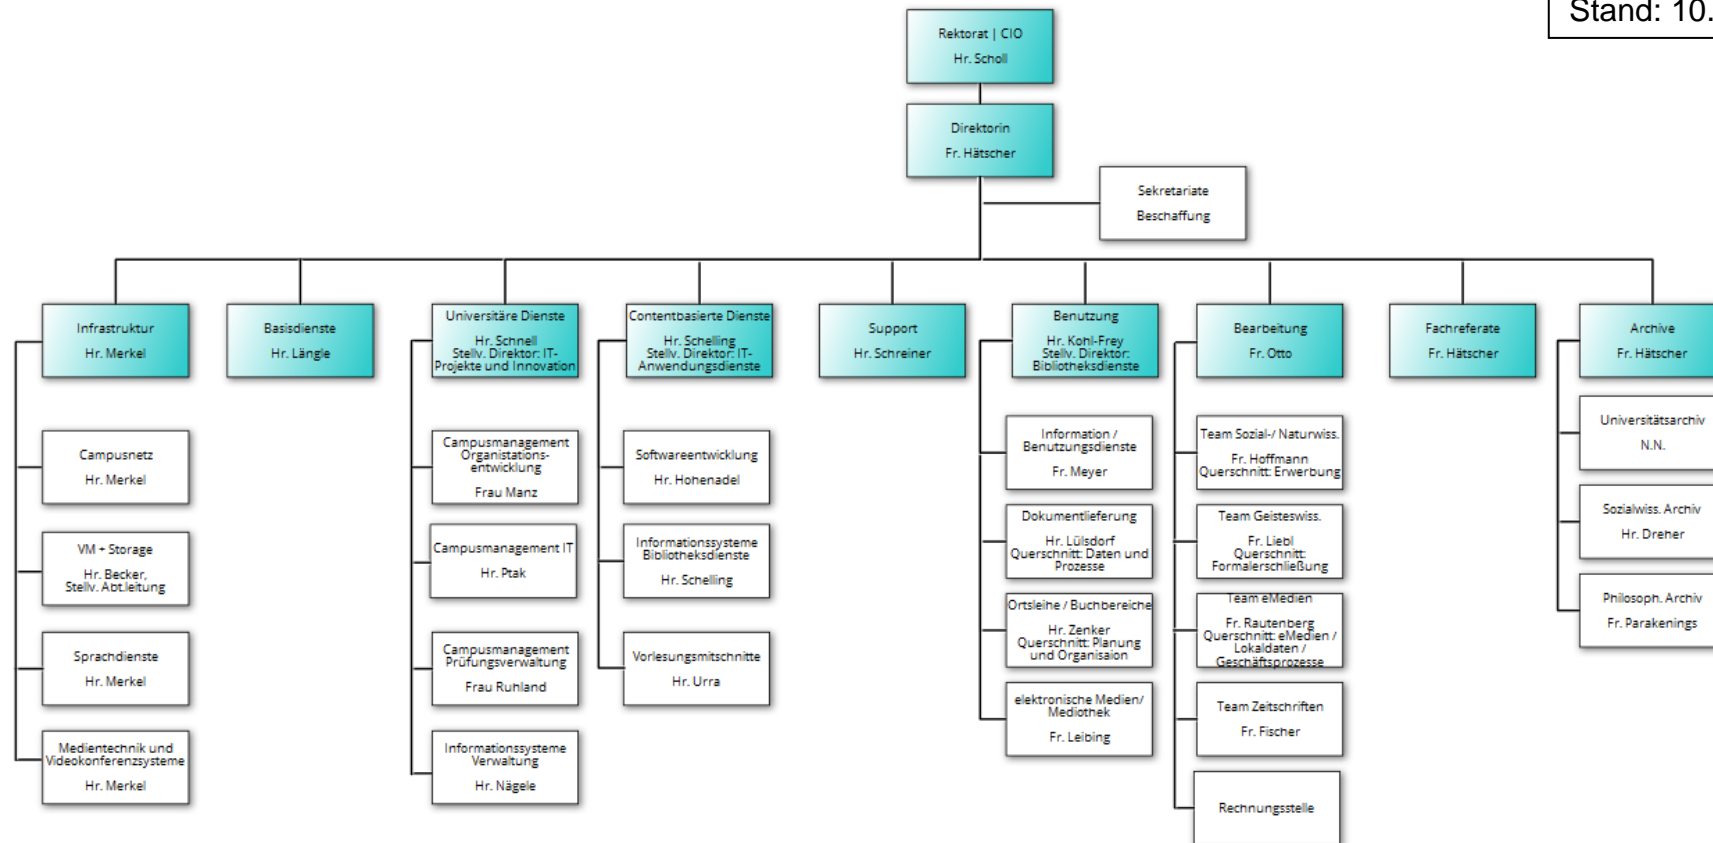 Stand: 10.
Rektorat | CIO
Hr. Scholl
Direktorin
Fr. Hätscher
Sekretariate
Beschaffung
Infrastruktur
Hr. Merkel
Basisdienste
Hr. Längle
Universitäre Dienste
Hr. Schnell
Stellv. Direktor: IT-
Projekte und Innovation
Contentbasierte Dienste
Hr. Schelling
Stellv. Direktor: IT-
Anwendungsdienste
Support
Hr. Schreiner
Benutzung
Hr. Kohl-Frey
Stellv. Direktor:
Bibliotheksdienste
Bearbeitung
Fr. Otto
Fachreferate
Fr. Hätscher
Archive
Fr. Hätscher
Campusnetz
Hr. Merkel
VM + Storage
Hr. Becker,
Stellv. Abt.leitung
Sprachdienste
Hr. Merkel
Medientechnik und
Videokonferenzsysteme
Hr. Merkel
Campusmanagement
Organistations-
entwicklung
Frau Manz
Campusmanagement IT
Hr. Ptak
Campusmanagement
Prüfungsverwaltung
Frau Ruhland
Informationssysteme
Verwaltung
Hr. Nägele
Softwareentwicklung
Hr. Hohenadel
Informationssysteme
Bibliotheksdienste
Hr. Schelling
Vorlesungsmitschnitte
Hr. Urra
Information /
Benutzungsdienste
Fr. Meyer
Dokumentlieferung
Hr. Lülsdorf
Querschnitt: Daten und
Prozesse
Ortsleihe / Buchbereiche
Hr. Zenker
Querschnitt: Planung
und Organisaion
elektronische Medien/
Mediothek
Fr. Leibing
Team Sozial-/ Naturwiss.
Fr. Hoffmann
Querschnitt: Erwerbung
Team Geisteswiss.
Fr. Liebl
Querschnitt:
Formalerschließung
Team eMedien
Fr. Rautenberg
Querschnitt: eMedien /
Lokaldaten /
Geschäftsprozesse
Team Zeitschriften
Fr. Fischer
Rechnungsstelle
Universitätsarchiv
N.N.
Sozialwiss. Archiv
Hr. Dreher
Philosoph. Archiv
Fr. Parakenings